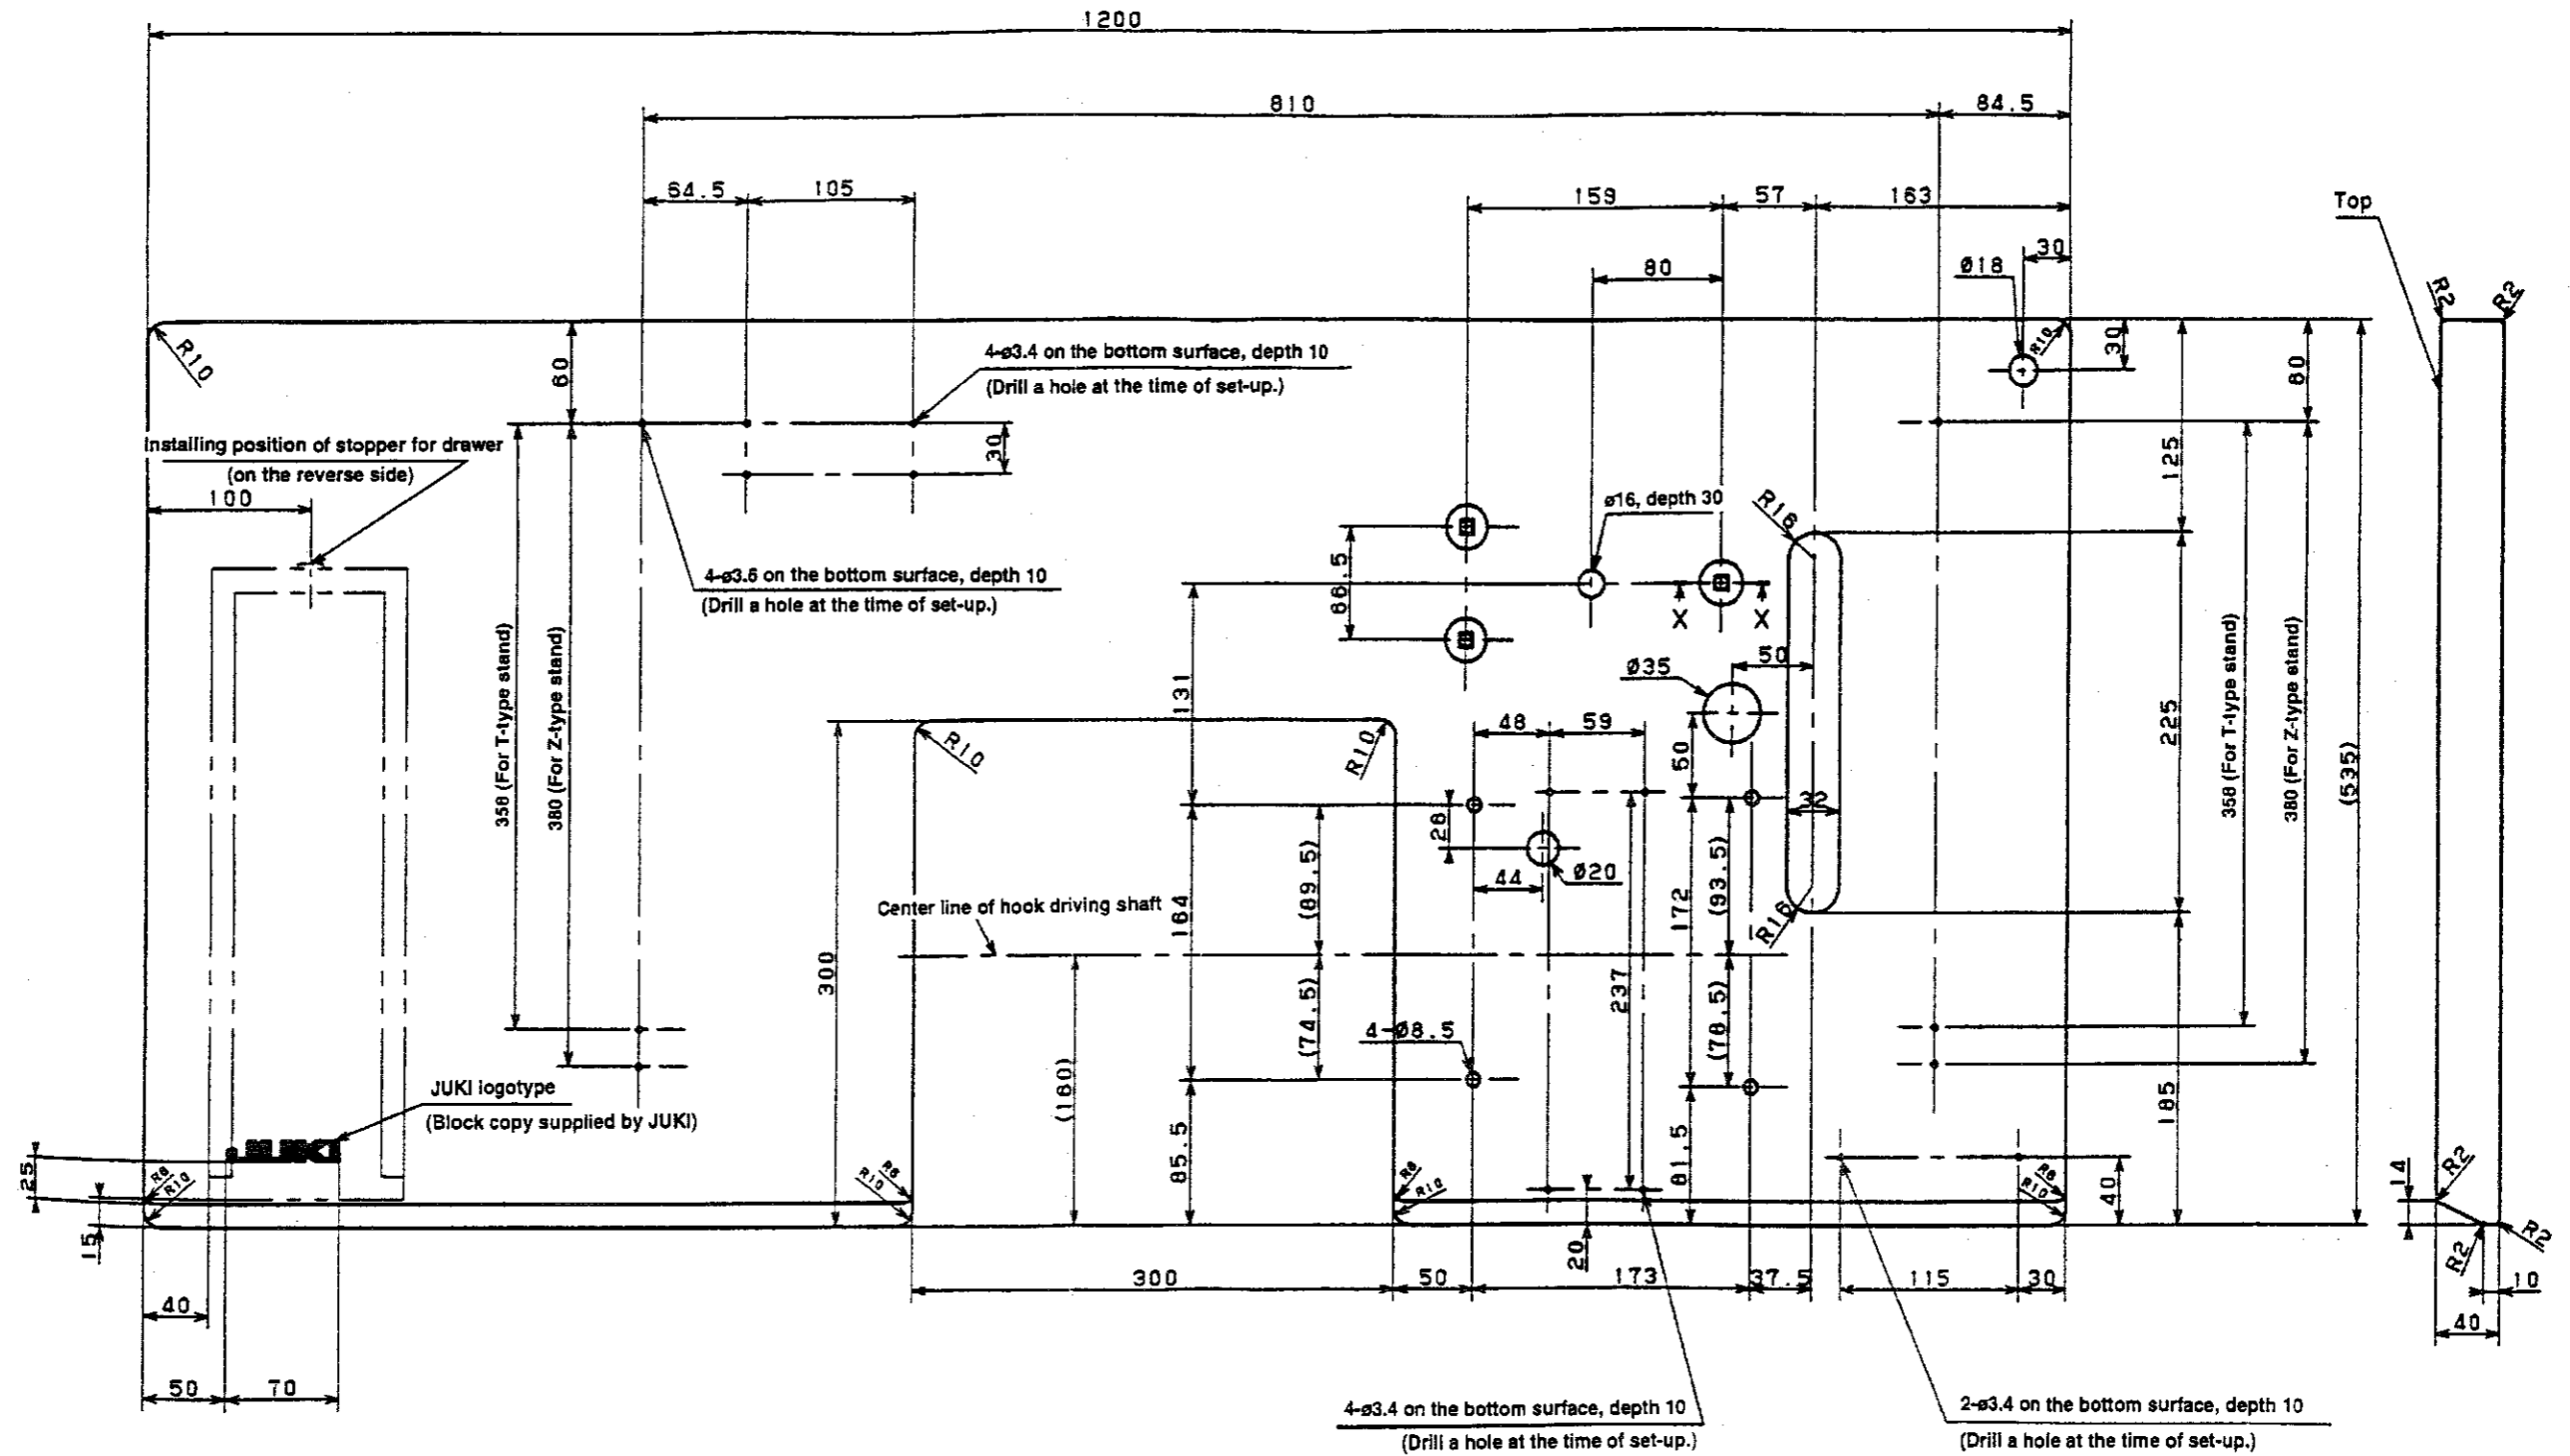 1200
810
84.5
64.5
105
159
57
163
Top
30
80
Ø18
R2
R2
R10
R10
30
60
60
4-ø3.4 on the bottom surface, depth 10
(Drill a hole at the time of set-up.)
30
Installing position of stopper for drawer
(on the reverse side)
100
125
ø16, depth 30
R16
4-ø3.6 on the bottom surface, depth 10
(Drill a hole at the time of set-up.)
66.5
X
X
358 (For T-type stand)
380 (For Z-type stand)
131
50
Ø35
358 (For T-type stand)
380 (For Z-type stand)
225
(535)
48
59
R10
R10
50
32
26
Ø20
44
(89.5)
164
172
(93.5)
R16
Center line of hook driving shaft
300
237
(74.5)
(78.5)
4-Ø8.5
(160)
JUKI logotype
(Block copy supplied by JUKI)
JUKI
185
85.5
81.5
25
R10
R10
R10
R10
40
14
R2
15
20
R2
R2
300
50
173
37.5
115
30
10
40
40
50
70
4-ø3.4 on the bottom surface, depth 10
(Drill a hole at the time of set-up.)
2-ø3.4 on the bottom surface, depth 10
(Drill a hole at the time of set-up.)